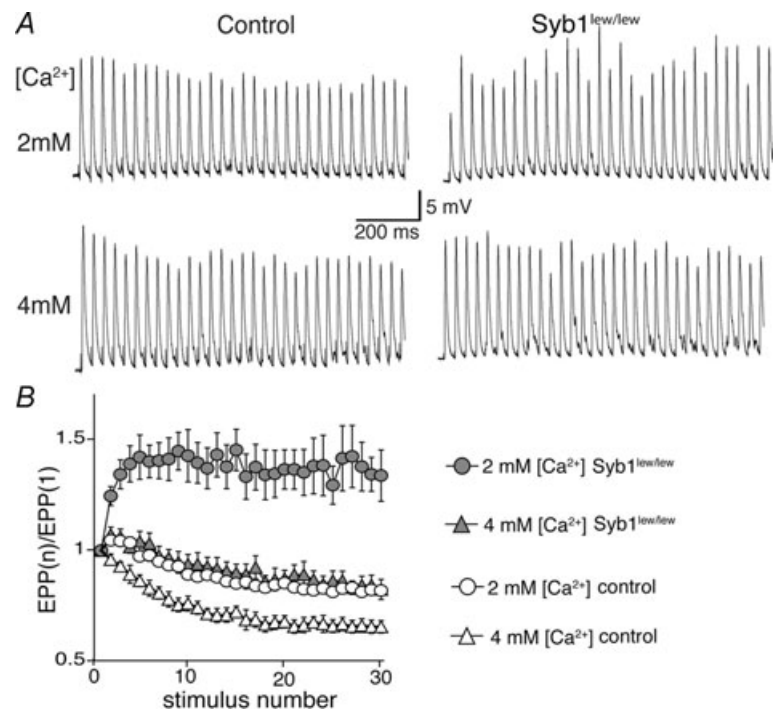 A
Control
Syb1lew/lew
[Ca2+]
2mM
5 mV
200 ms
4mM
B
1.5
1
0.5
EPP(n)/EPP(1)
0
10
20
30
stimulus number
2 mM [Ca2+] Syb1lew/lew
4 mM [Ca2+] Syb1lew/lew
2 mM [Ca2+] control
4 mM [Ca2+] control